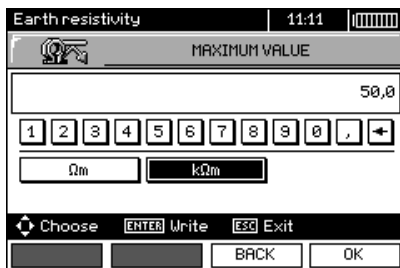 Earth resistivity 11:11
MAXIMUM VALUE
50,0
1 2 3 4 5 6 7 8 9 0 , ←
Ωm kΩm
Choose ENTER Write ESC Exit
BACK OK